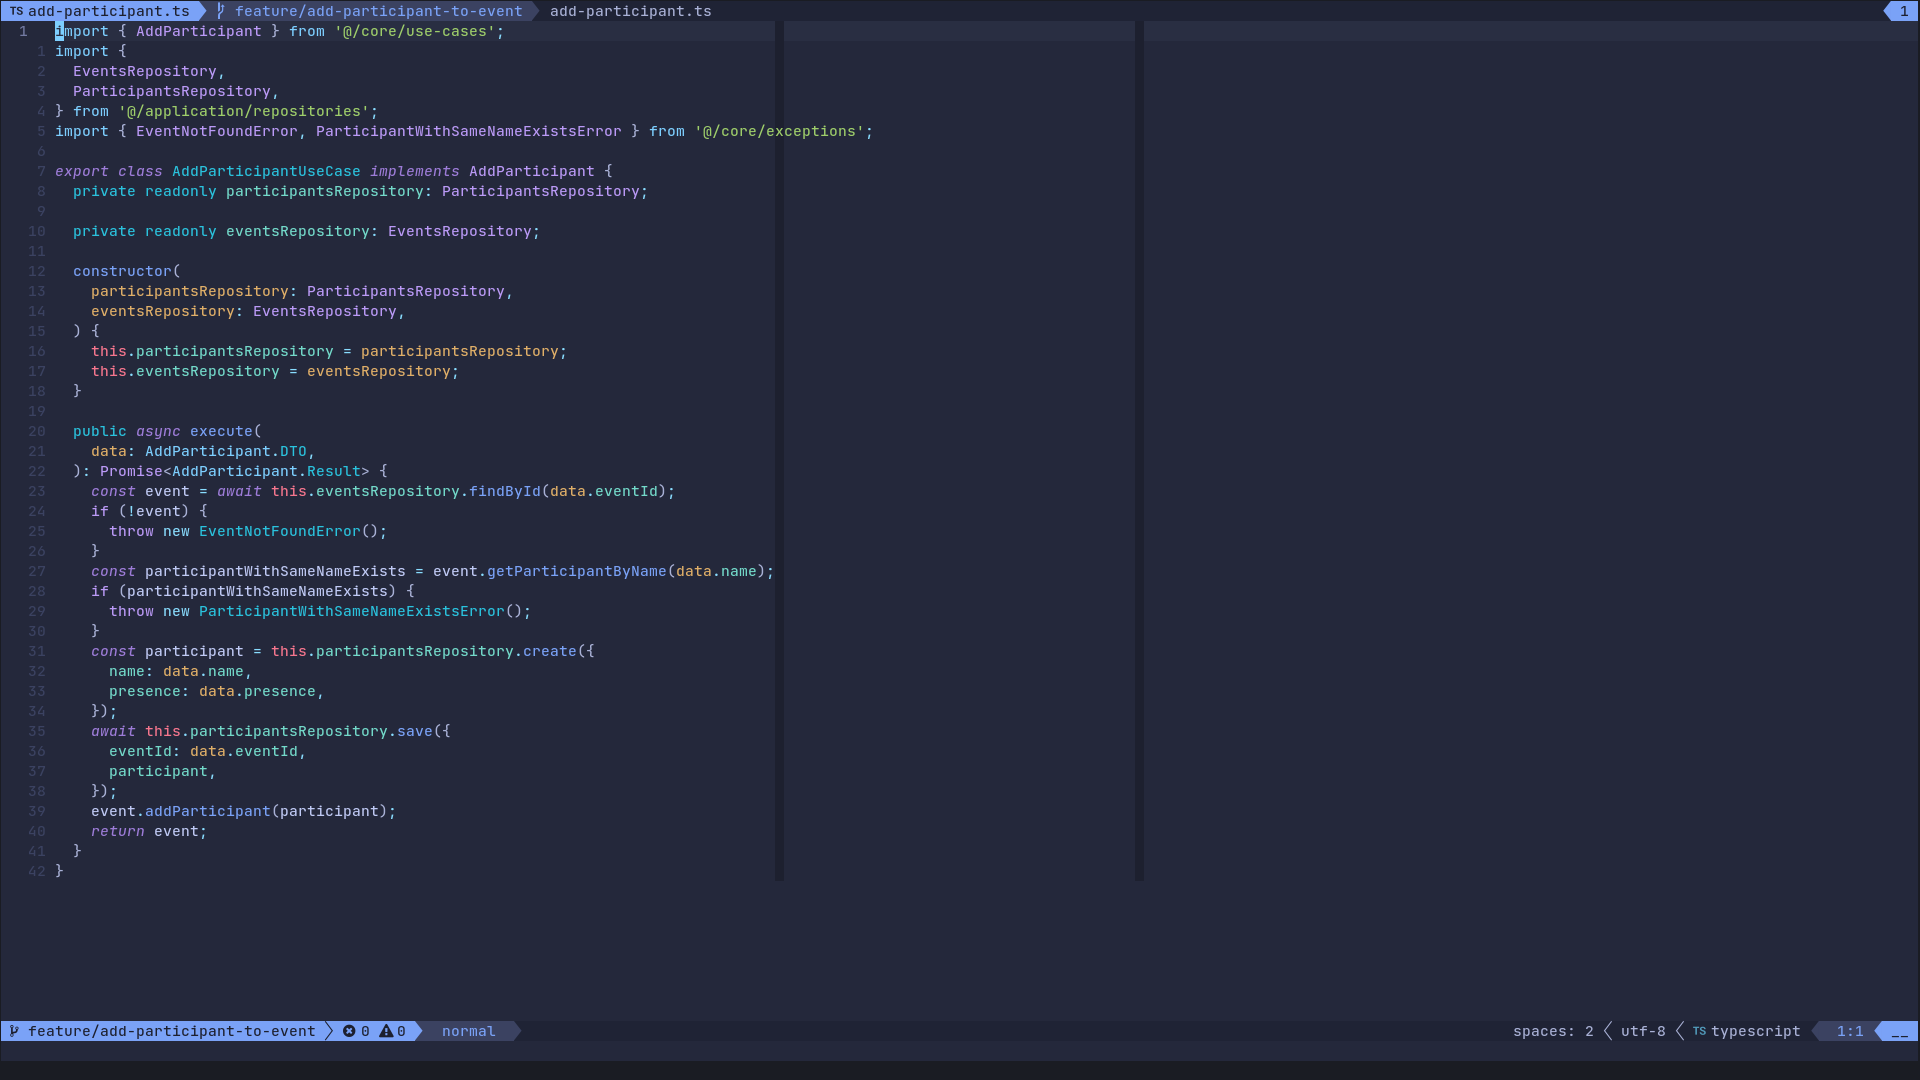 TS add-participant.ts feature/add-participant-to-event add-participant.ts 1
1 import { AddParticipant } from '@/core/use-cases';
1 import {
2 EventsRepository,
3 ParticipantsRepository,
4 } from '@/application/repositories';
5 import { EventNotFoundError, ParticipantWithSameNameExistsError } from '@/core/exceptions';
6
7 export class AddParticipantUseCase implements AddParticipant {
8 private readonly participantsRepository: ParticipantsRepository;
9
10 private readonly eventsRepository: EventsRepository;
11
12 constructor(
13 participantsRepository: ParticipantsRepository,
14 eventsRepository: EventsRepository,
15 ) {
16 this.participantsRepository = participantsRepository;
17 this.eventsRepository = eventsRepository;
18 }
19
20 public async execute(
21 data: AddParticipant.DTO,
22 ): Promise<AddParticipant.Result> {
23 const event = await this.eventsRepository.findById(data.eventId);
24 if (!event) {
25 throw new EventNotFoundError();
26 }
27 const participantWithSameNameExists = event.getParticipantByName(data.name);
28 if (participantWithSameNameExists) {
29 throw new ParticipantWithSameNameExistsError();
30 }
31 const participant = this.participantsRepository.create({
32 name: data.name,
33 presence: data.presence,
34 });
35 await this.participantsRepository.save({
36 eventId: data.eventId,
37 participant,
38 });
39 event.addParticipant(participant);
40 return event;
41 }
42 }
feature/add-participant-to-event 0 0 normal spaces: 2 utf-8 TS typescript 1:1 __